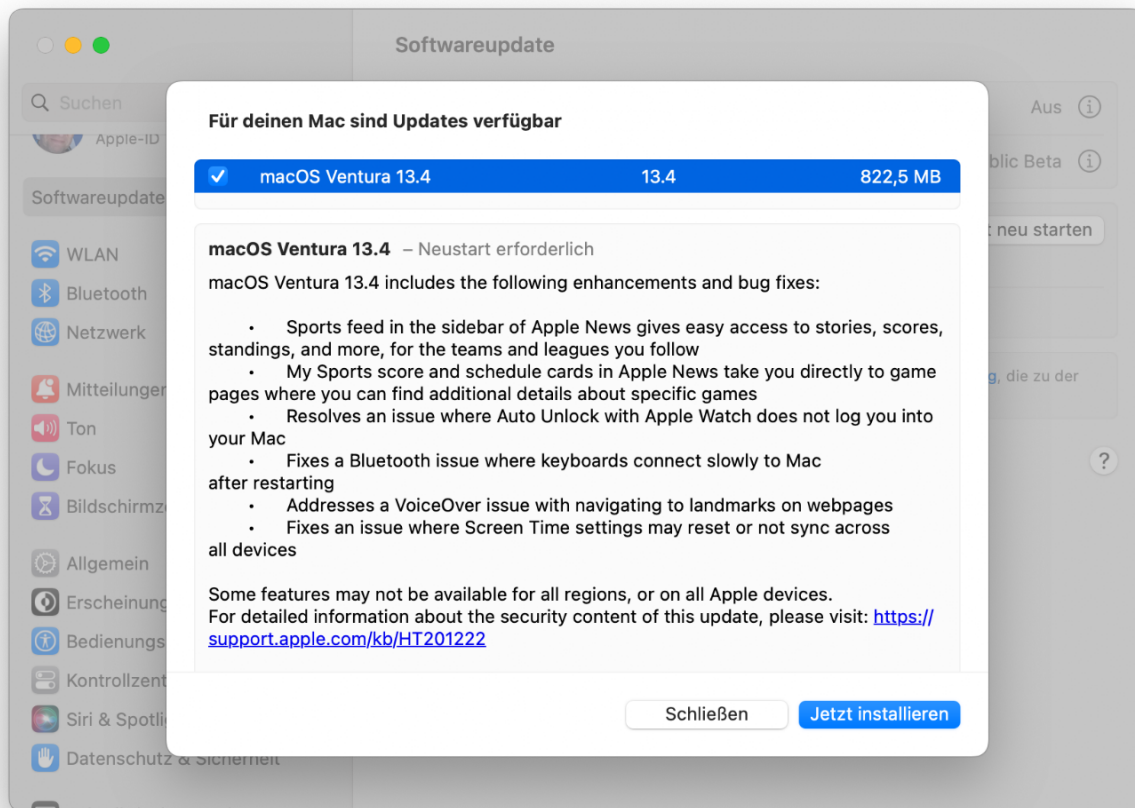 Softwareupdate
Suchen
Apple-ID
Softwareupdate
WLAN
Bluetooth
Netzwerk
Ton
Fokus
Allgemein
Siri &
Datenschutz & Sicherheit
Für deinen Mac sind Updates verfügbar
macOS Ventura 13.4 13.4 822,5 MB
macOS Ventura 13.4 – Neustart erforderlich
macOS Ventura 13.4 includes the following enhancements and bug fixes:
• Sports feed in the sidebar of Apple News gives easy access to stories, scores,
standings, and more, for the teams and leagues you follow
• My Sports score and schedule cards in Apple News take you directly to game
pages where you can find additional details about specific games
• Resolves an issue where Auto Unlock with Apple Watch does not log you into
your Mac
• Fixes a Bluetooth issue where keyboards connect slowly to Mac
after restarting
• Addresses a VoiceOver issue with navigating to landmarks on webpages
• Fixes an issue where Screen Time settings may reset or not sync across
all devices
Some features may not be available for all regions, or on all Apple devices.
For detailed information about the security content of this update, please visit: https://
support.apple.com/kb/HT201222
Schließen
Jetzt installieren
Aus
Beta
neu starten
die zu der
?